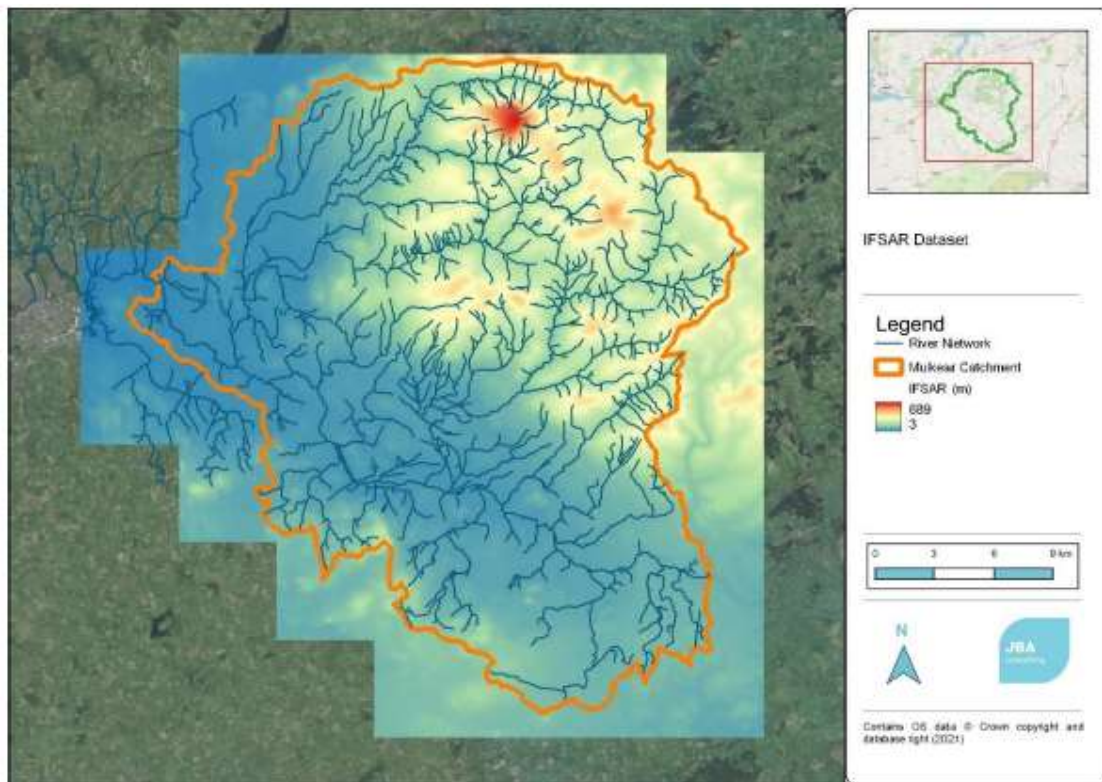 IFSAR Dataset
Legend
River Network
Mulkear Catchment
IFSAR (m)
689
3
0 3 6 9 km
N
JBA
consulting
Contains OS data © Crown copyright and
database right (2021)